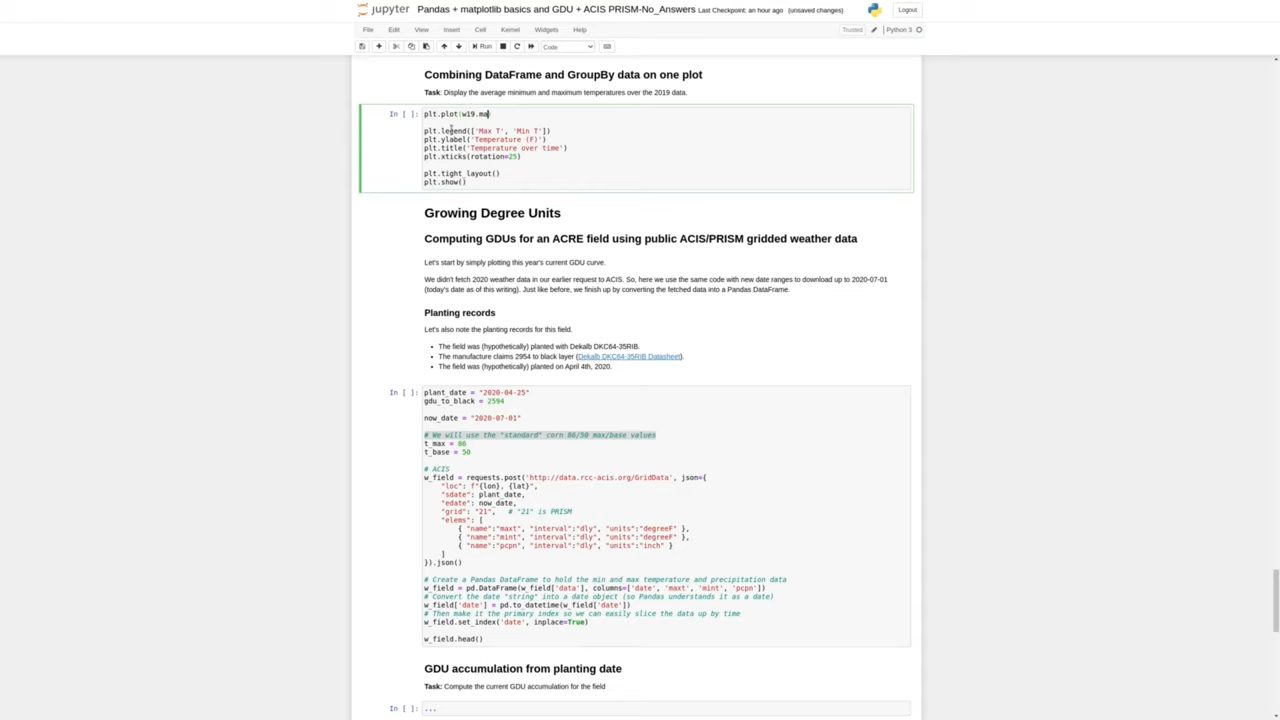 jupyter Pandas + matplotlib basics and GDU + ACIS PRISM-No_Answers Last Checkpoint: an hour ago (unsaved changes) Logout
File Edit View Insert Cell Kernel Widgets Help Trusted Python 3
Run Code
Combining DataFrame and GroupBy data on one plot
Task: Display the average minimum and maximum temperatures over the 2019 data.
In [ ]: plt.plot(w19.ma
plt.legend(['Max T', 'Min T'])
plt.ylabel('Temperature (F)')
plt.title('Temperature over time')
plt.xticks(rotation=25)
plt.tight_layout()
plt.show()
Growing Degree Units
Computing GDUs for an ACRE field using public ACIS/PRISM gridded weather data
Let's start by simply plotting this year's current GDU curve.
We didn't fetch 2020 weather data in our earlier request to ACIS. So, here we use the same code with new date ranges to download up to 2020-07-01
(today's date as of this writing). Just like before, we finish up by converting the fetched data into a Pandas DataFrame.
Planting records
Let's also note the planting records for this field.
• The field was (hypothetically) planted with Dekalb DKC64-35RIB.
• The manufacture claims 2954 to black layer (Dekalb DKC64-35RIB Datasheet).
• The field was (hypothetically) planted on April 4th, 2020.
In [ ]: plant_date = "2020-04-25"
gdu_to_black = 2594
now_date = "2020-07-01"
# We will use the "standard" corn 86/50 max/base values
t_max = 86
t_base = 50
# ACIS
w_field = requests.post('http://data.rcc-acis.org/GridData', json={
"loc": f"{lon}, {lat}",
"sdate": plant_date,
"edate": now_date,
"grid": "21", # "21" is PRISM
"elems": [
{ "name":"maxt", "interval":"dly", "units":"degreeF" },
{ "name":"mint", "interval":"dly", "units":"degreeF" },
{ "name":"pcpn", "interval":"dly", "units":"inch" }
]
}).json()
# Create a Pandas DataFrame to hold the min and max temperature and precipitation data
w_field = pd.DataFrame(w_field['data'], columns=['date', 'maxt', 'mint', 'pcpn'])
# Convert the date "string" into a date object (so Pandas understands it as a date)
w_field['date'] = pd.to_datetime(w_field['date'])
# Then make it the primary index so we can easily slice the data up by time
w_field.set_index('date', inplace=True)
w_field.head()
GDU accumulation from planting date
Task: Compute the current GDU accumulation for the field
In [ ]: ...